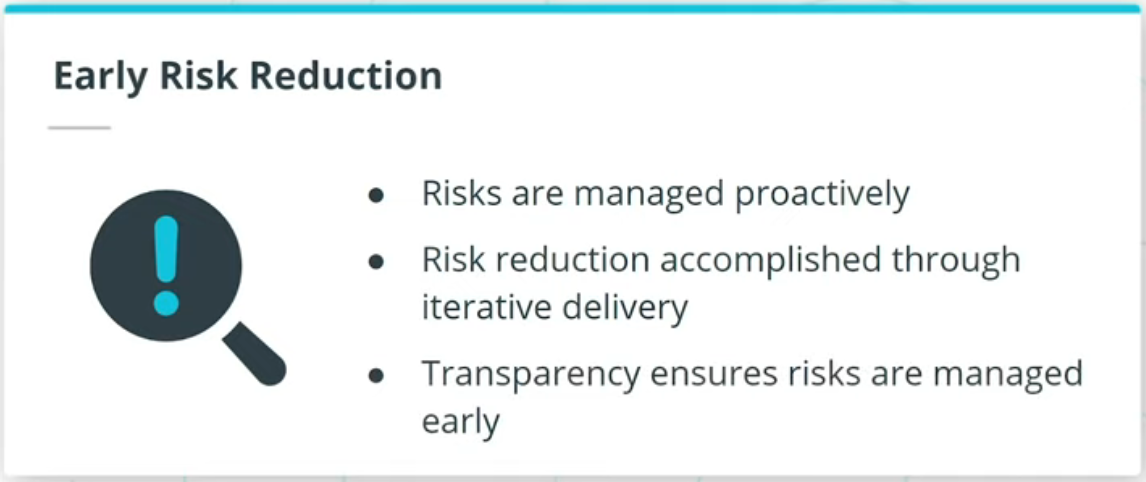 Early Risk Reduction
● Risks are managed proactively
● Risk reduction accomplished through
iterative delivery
● Transparency ensures risks are managed
early